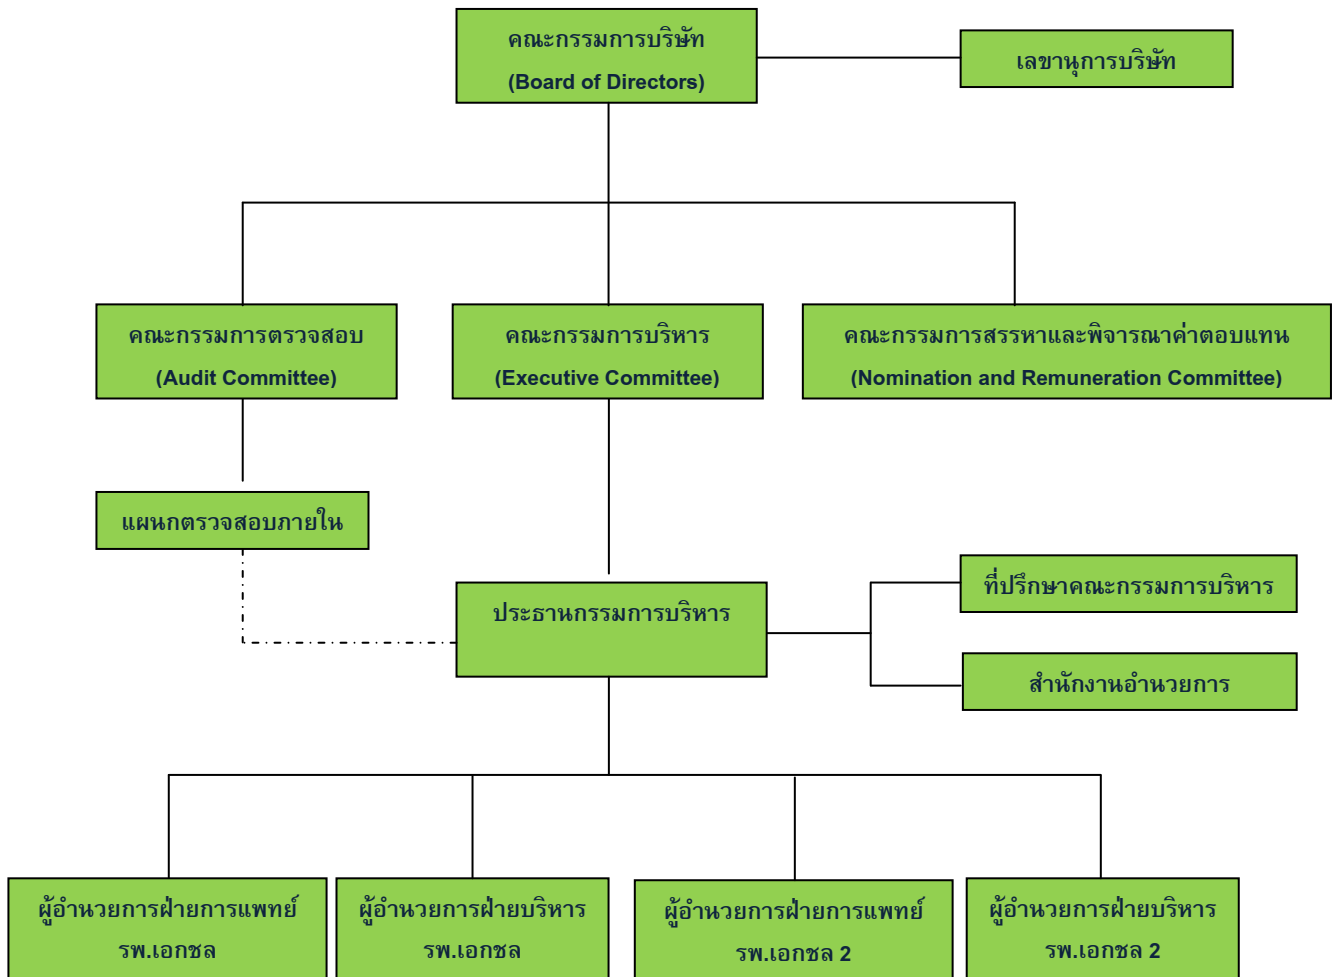 คณะกรรมการบริษัท
(Board of Directors)
เลขานุการบริษัท
คณะกรรมการตรวจสอบ
(Audit Committee)
คณะกรรมการบริหาร
(Executive Committee)
คณะกรรมการสรรหาและพิจารณาค่าตอบแทน
(Nomination and Remuneration Committee)
แผนกตรวจสอบภายใน
ประธานกรรมการบริหาร
ที่ปรึกษาคณะกรรมการบริหาร
สำนักงานอำนวยการ
ผู้อำนวยการฝ่ายการแพทย์
รพ.เอกชล
ผู้อำนวยการฝ่ายบริหาร
รพ.เอกชล
ผู้อำนวยการฝ่ายการแพทย์
รพ.เอกชล 2
ผู้อำนวยการฝ่ายบริหาร
รพ.เอกชล 2